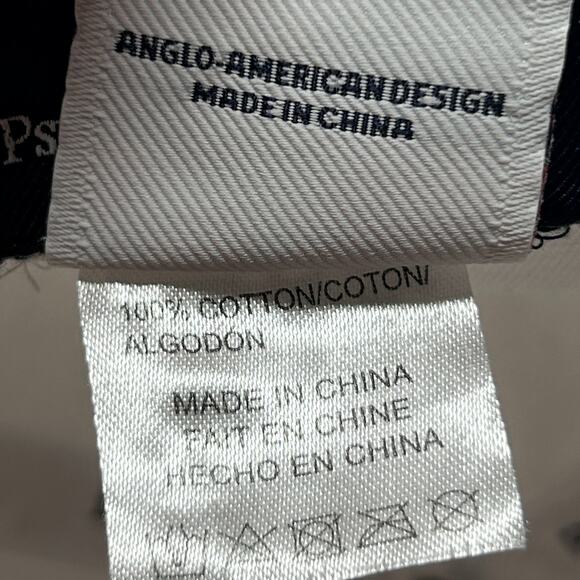 ANGLO-AMERICAN DESIGN
MADE IN CHINA
Ps
100% COTTON/COTON/
ALGODON
MADE IN CHINA
FAIT EN CHINE
HECHO EN CHINA